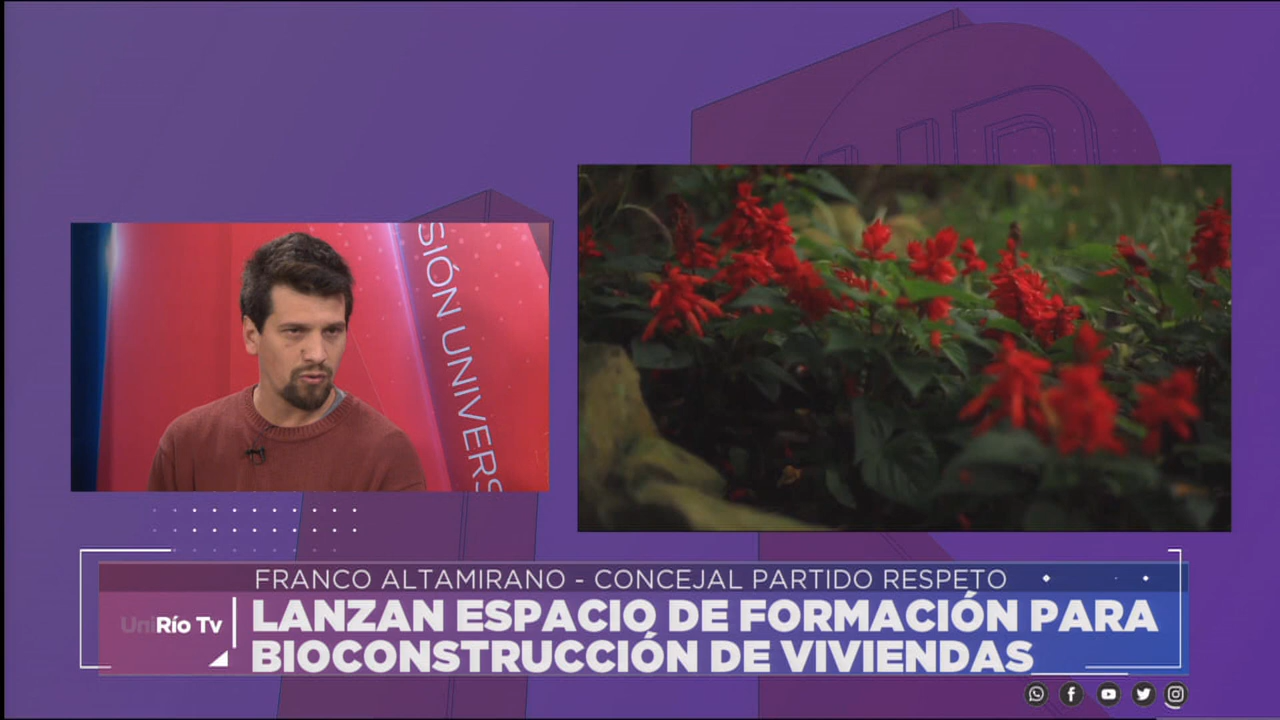 SIÓN UNIVERS
FRANCO ALTAMIRANO - CONCEJAL PARTIDO RESPETO
UniRío Tv
LANZAN ESPACIO DE FORMACIÓN PARA
BIOCONSTRUCCIÓN DE VIVIENDAS